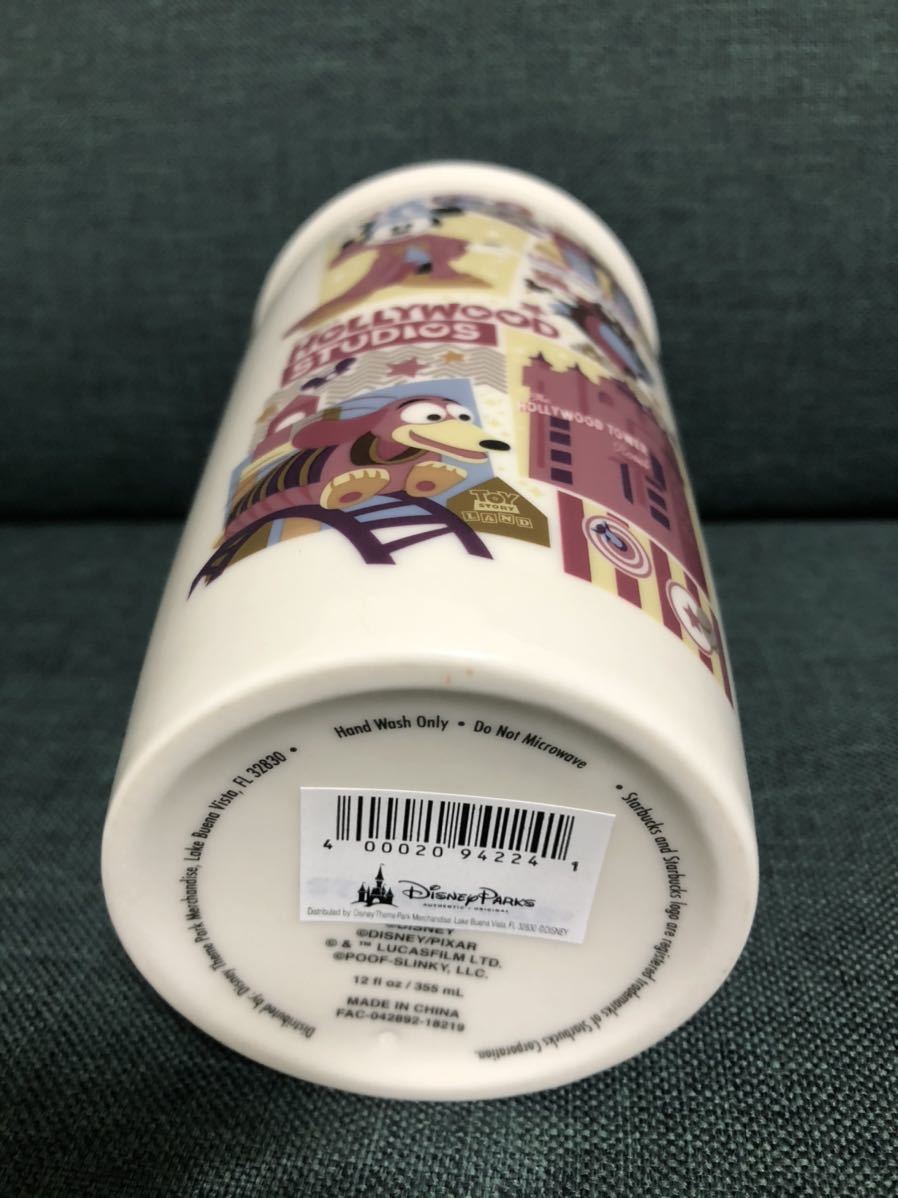 HOLLYWOOD
STUDIOS
The
HOLLYWOOD TOWER
TOY
STORY
LAND
Hand Wash Only • Do Not Microwave
• Starbucks and Starbucks logo are registered trademarks of Starbucks Corporation.
Distributed by: Disney Theme Park Merchandise, Lake Buena Vista, FL 32830 •
4 00020 94224 1
Disney Parks
AUTHENTIC • ORIGINAL
Distributed by: Disney Theme Park Merchandise Lake Buena Vista, FL 32830 ©DISNEY
©DISNEY
©DISNEY/PIXAR
© & ™ LUCASFILM LTD.
©POOF-SLINKY, LLC.
12 fl oz / 355 mL
MADE IN CHINA
FAC-042892-18219